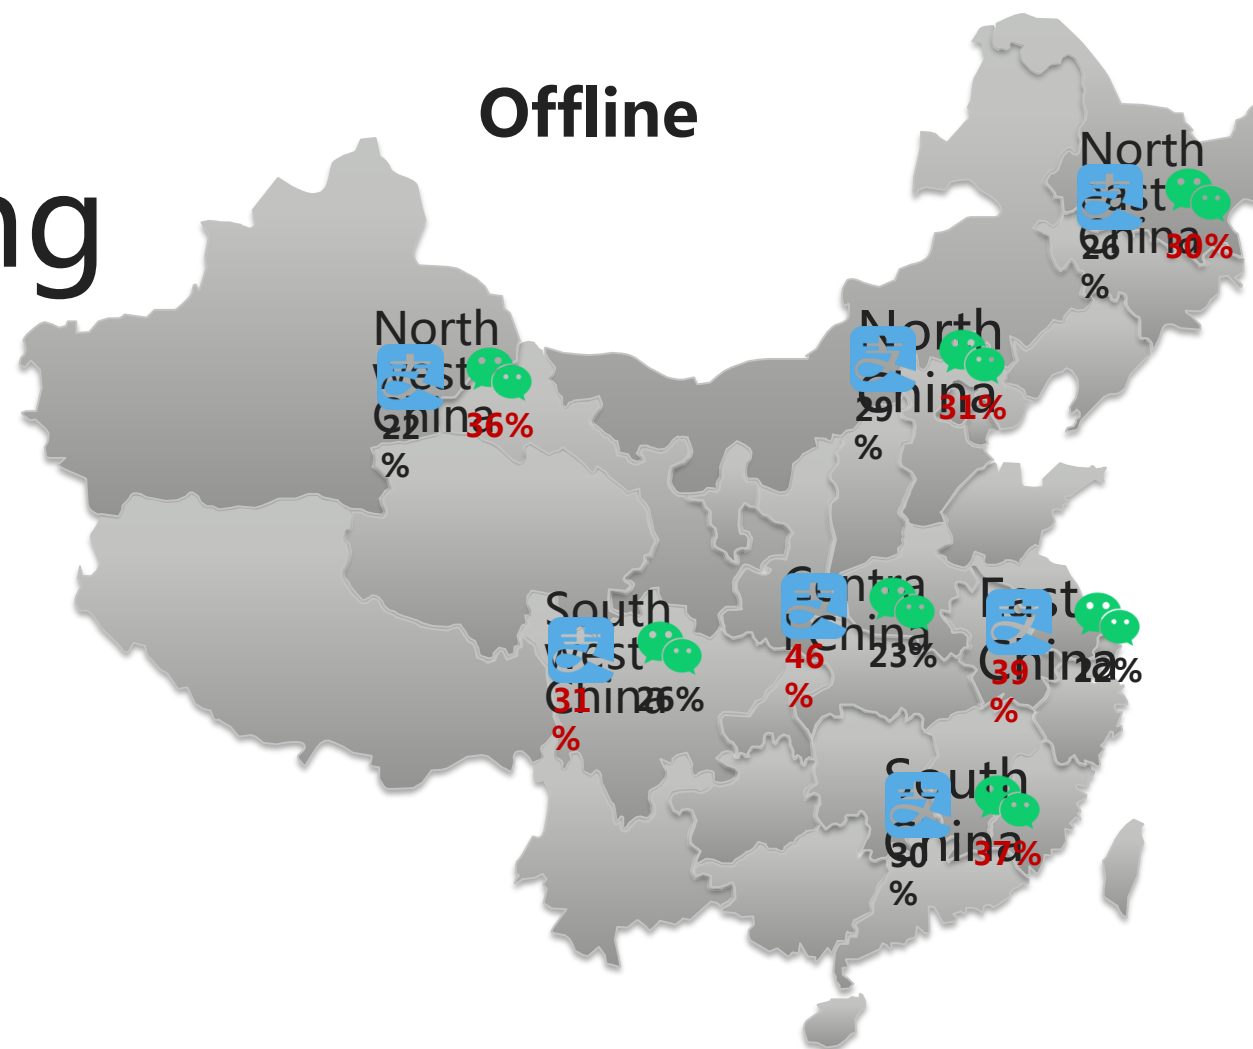 Offline
ng
North
East
China
26
%
30%
North
West
China
22
%
36%
North
China
29
%
31%
Centra
l China
46
%
23%
East
China
39
%
22%
South
West
China
31
%
26%
South
China
30
%
37%